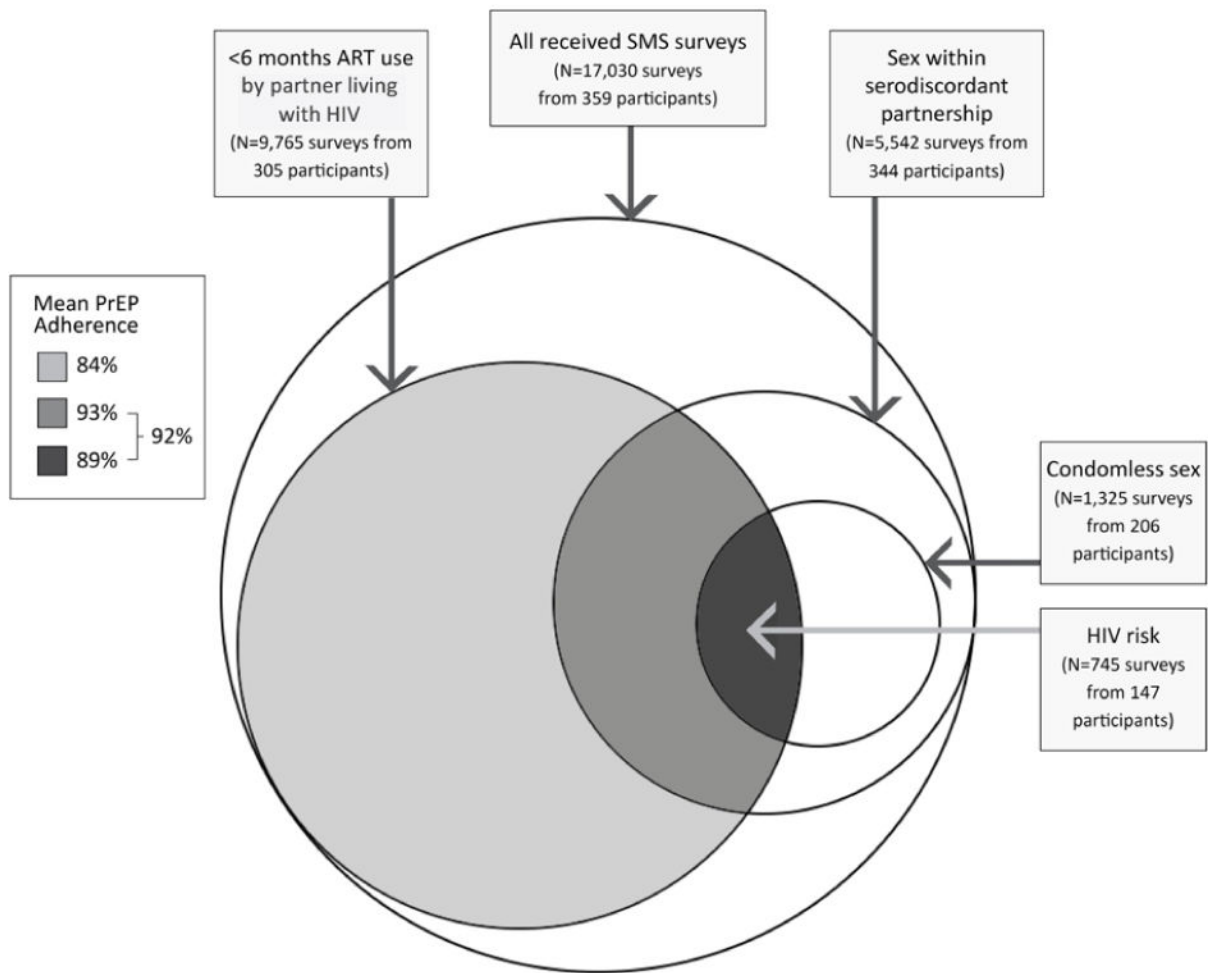 <6 months ART use
by partner living
with HIV
(N=9,765 surveys from
305 participants)
All received SMS surveys
(N=17,030 surveys
from 359 participants)
Sex within
serodiscordant
partnership
(N=5,542 surveys from
344 participants)
Mean PrEP
Adherence
84%
93%
92%
89%
Condomless sex
(N=1,325 surveys
from 206
participants)
HIV risk
(N=745 surveys
from 147
participants)